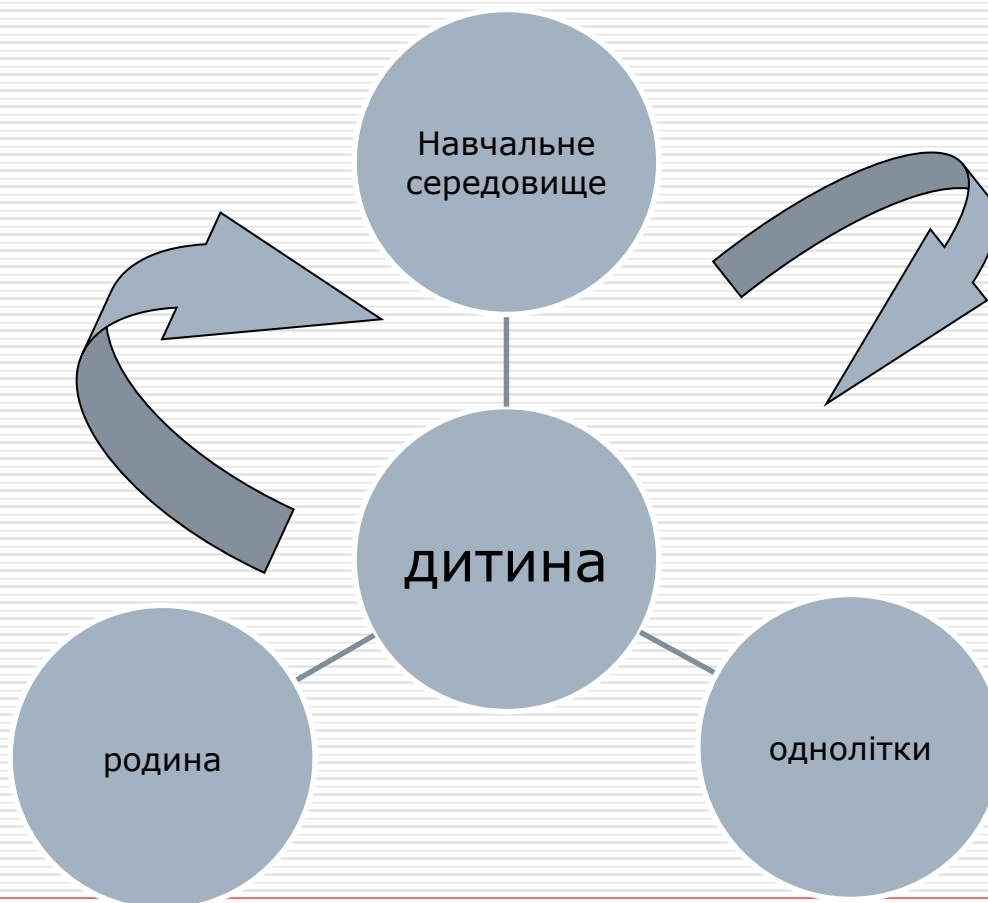 Навчальне
середовище
дитина
родина
однолітки